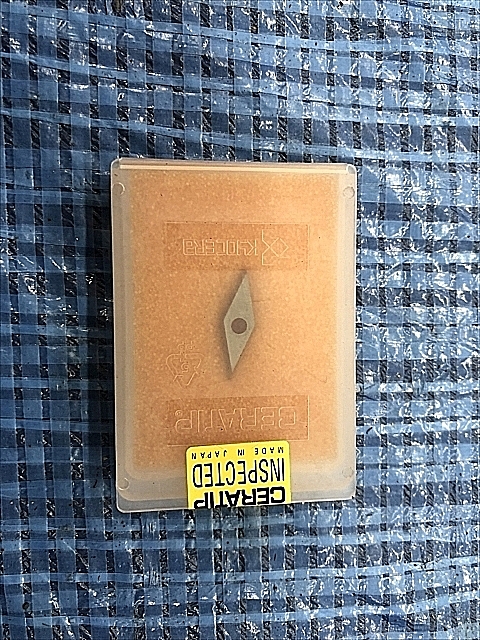 KYOCERA
CERATIP
CERATIP
INSPECTED
MADE IN JAPAN